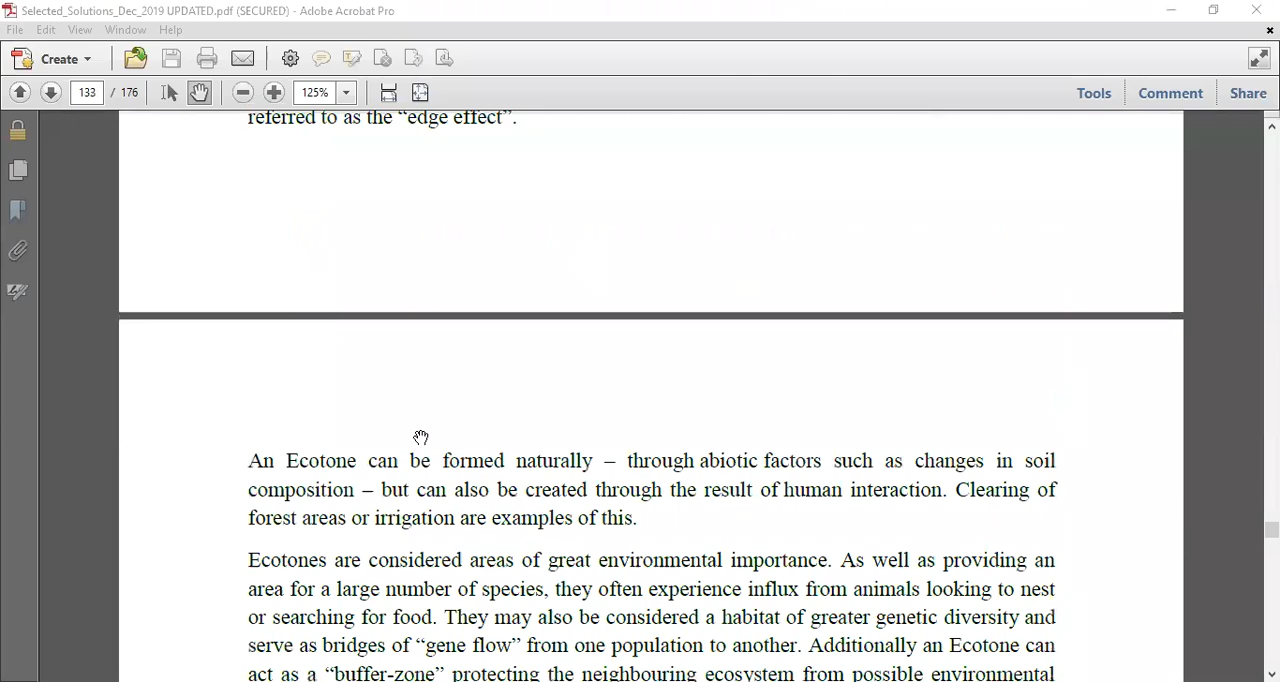 Selected_Solutions_Dec_2019 UPDATED.pdf (SECURED) - Adobe Acrobat Pro
File Edit View Window Help
Create
133 / 176 125% Tools Comment Share
referred to as the “edge effect”.
An Ecotone can be formed naturally – through abiotic factors such as changes in soil
composition – but can also be created through the result of human interaction. Clearing of
forest areas or irrigation are examples of this.
Ecotones are considered areas of great environmental importance. As well as providing an
area for a large number of species, they often experience influx from animals looking to nest
or searching for food. They may also be considered a habitat of greater genetic diversity and
serve as bridges of “gene flow” from one population to another. Additionally an Ecotone can
act as a “buffer-zone” protecting the neighbouring ecosystem from possible environmental